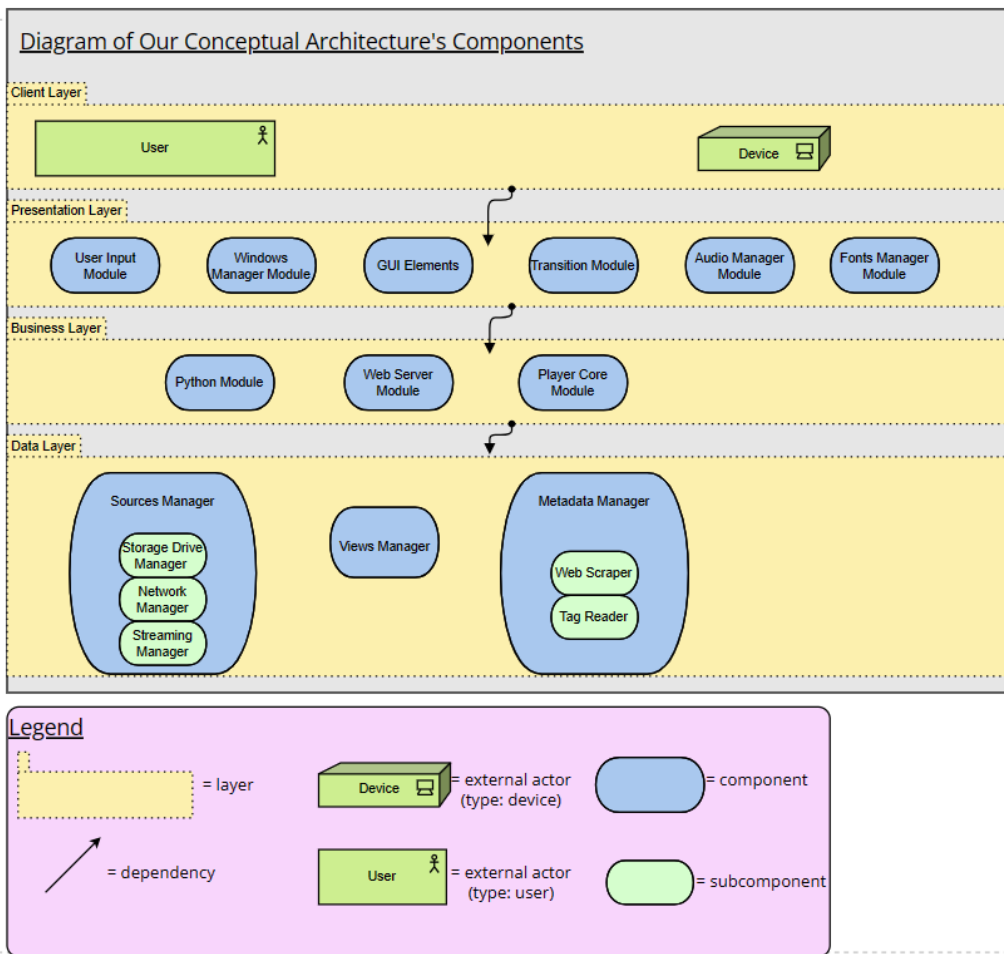 Diagram of Our Conceptual Architecture's Components
Client Layer
User
Device
Presentation Layer
User Input
Module
Windows
Manager Module
GUI Elements
Transition Module
Audio Manager
Module
Fonts Manager
Module
Business Layer
Python Module
Web Server
Module
Player Core
Module
Data Layer
Sources Manager
Storage Drive
Manager
Network
Manager
Streaming
Manager
Views Manager
Metadata Manager
Web Scraper
Tag Reader
Legend
= layer
Device
= external actor
(type: device)
= component
= dependency
User
= external actor
(type: user)
= subcomponent